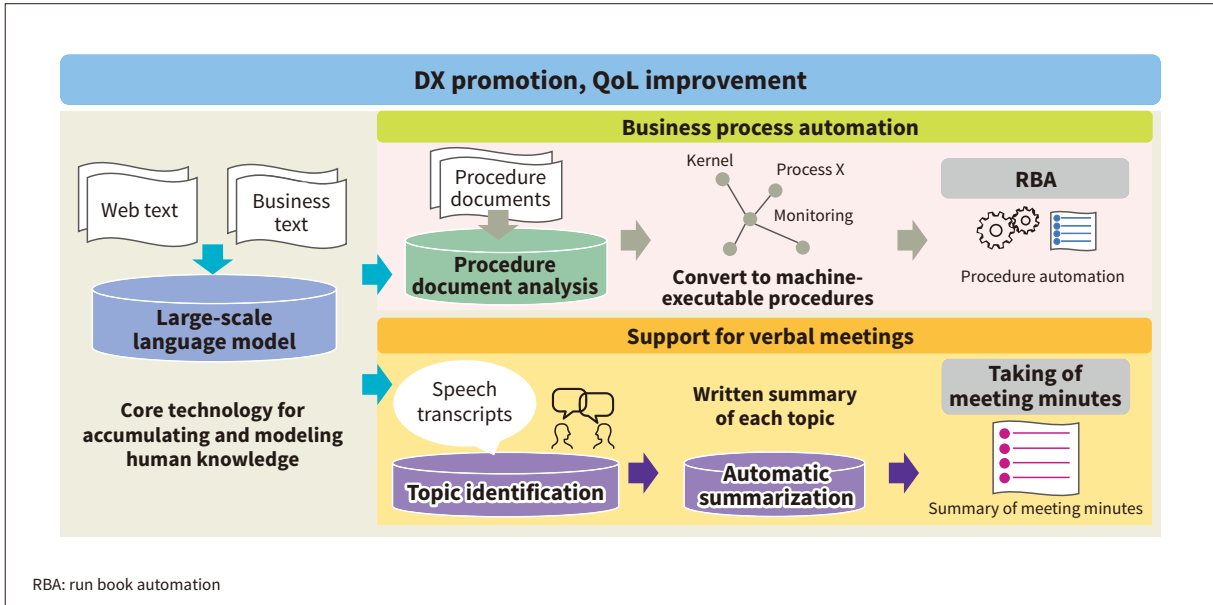 DX promotion, QoL improvement
Web text
Business
text
Large-scale
language model
Core technology for
accumulating and modeling
human knowledge
Business process automation
Procedure
documents
Procedure
document analysis
Kernel
Process X
Monitoring
Convert to machine-
executable procedures
RBA
Procedure automation
Support for verbal meetings
Speech
transcripts
Topic identification
Written summary
of each topic
Automatic
summarization
Taking of
meeting minutes
Summary of meeting minutes
RBA: run book automation